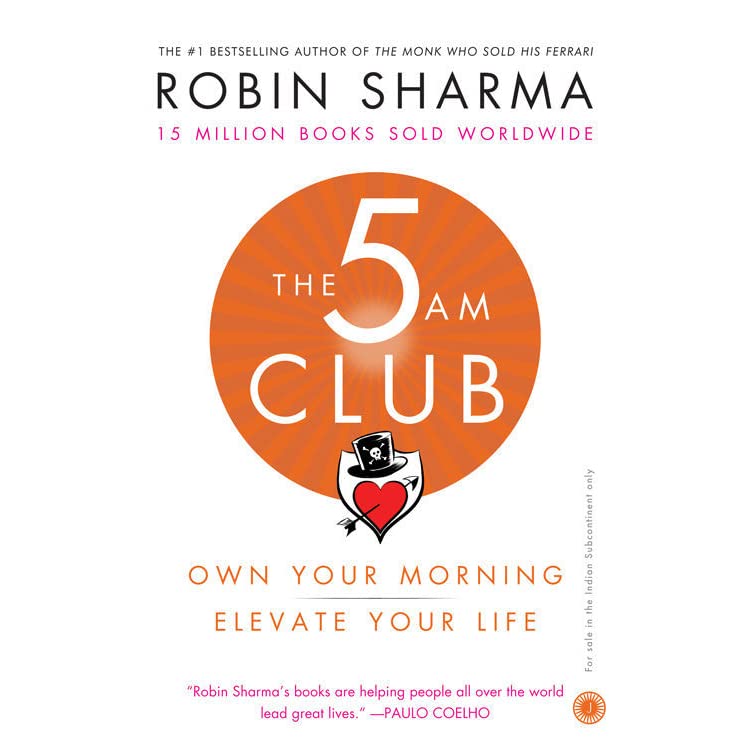 THE #1 BESTSELLING AUTHOR OF THE MONK WHO SOLD HIS FERRARI
ROBIN SHARMA
15 MILLION BOOKS SOLD WORLDWIDE
THE 5 AM
CLUB
OWN YOUR MORNING
ELEVATE YOUR LIFE
For sale in the Indian Subcontinent only
“Robin Sharma’s books are helping people all over the world
lead great lives.” —PAULO COELHO
J